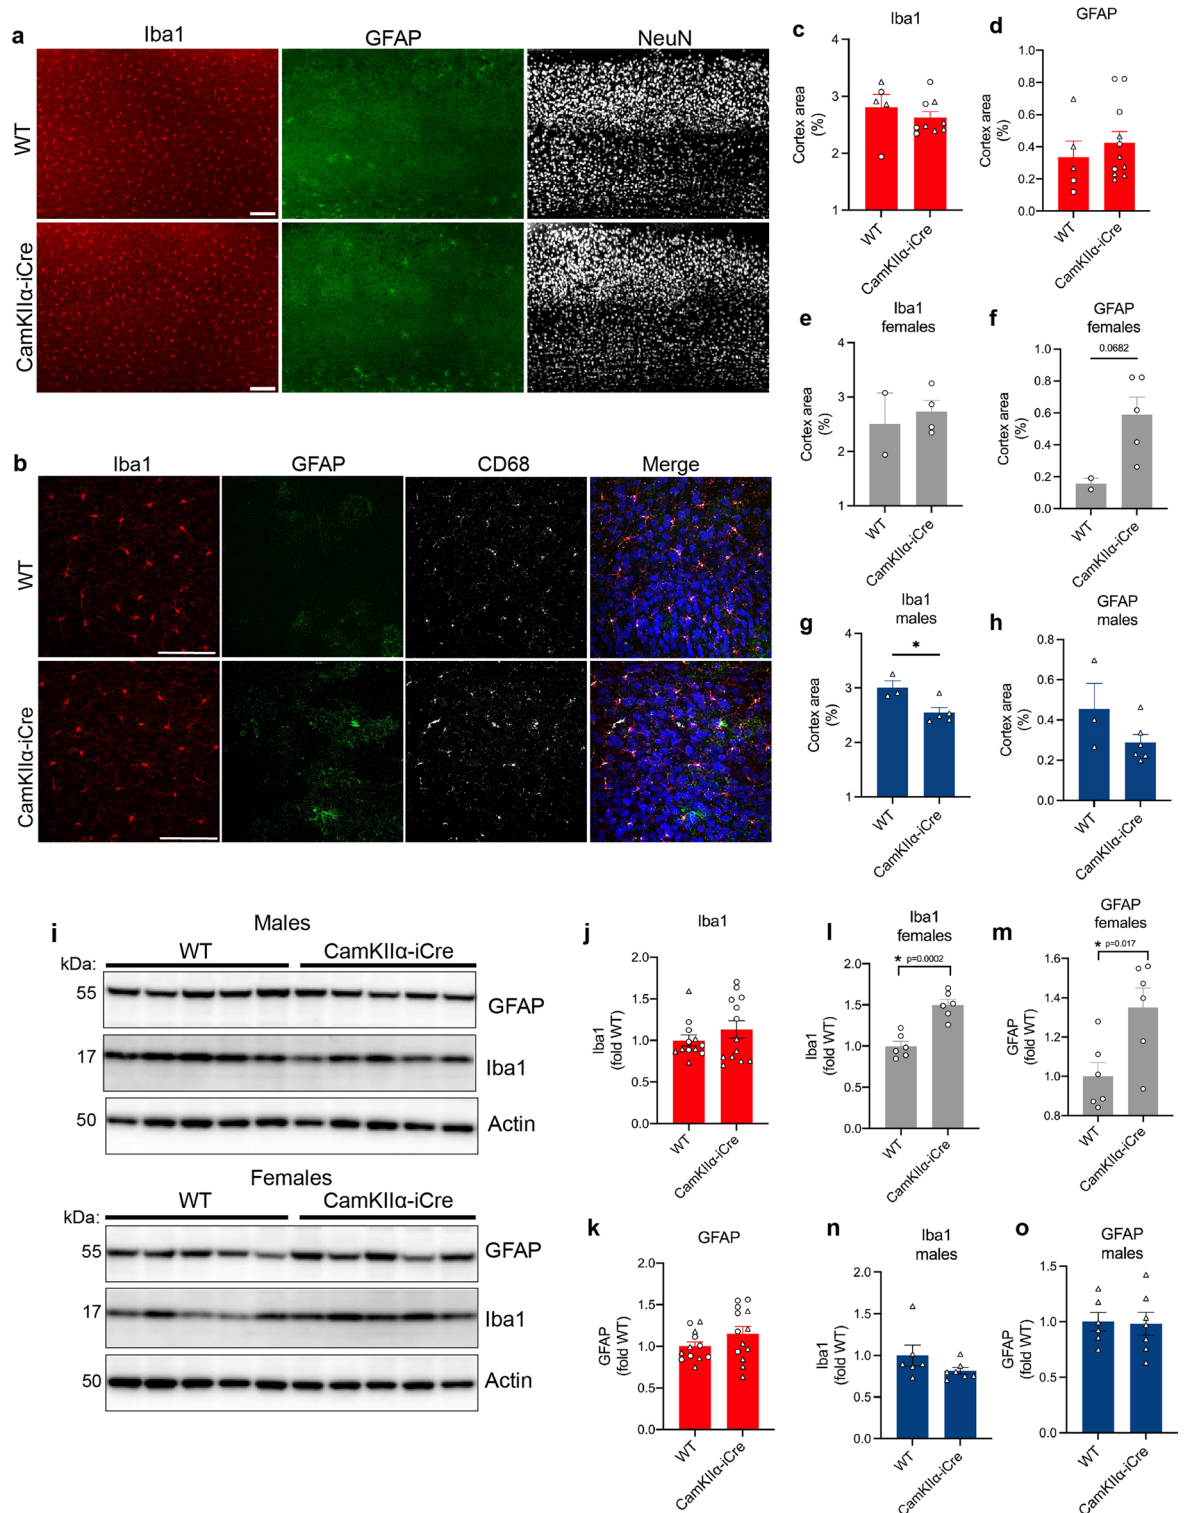 a
Iba1
GFAP
NeuN
WT
CamKIIα-iCre
b
Iba1
GFAP
CD68
Merge
WT
CamKIIα-iCre
c
Iba1
Cortex area
(%)
4
3
2
1
WT
CamKIIα-iCre
d
GFAP
Cortex area
(%)
1.0
0.8
0.6
0.4
0.2
0.0
WT
CamKIIα-iCre
e
Iba1
females
Cortex area
(%)
4
3
2
1
WT
CamKIIα-iCre
f
GFAP
females
0.0682
Cortex area
(%)
1.0
0.8
0.6
0.4
0.2
0.0
WT
CamKIIα-iCre
g
Iba1
males
*
Cortex area
(%)
4
3
2
1
WT
CamKIIα-iCre
h
GFAP
males
Cortex area
(%)
0.8
0.6
0.4
0.2
0.0
WT
CamKIIα-iCre
i
Males
WT
CamKIIα-iCre
kDa:
55
GFAP
17
Iba1
50
Actin
Females
WT
CamKIIα-iCre
kDa:
55
GFAP
17
Iba1
50
Actin
j
Iba1
Iba1
(fold WT)
2.0
1.5
1.0
0.5
0.0
WT
CamKIIα-iCre
l
Iba1
females
* p=0.0002
Iba1
(fold WT)
2.0
1.5
1.0
0.5
0.0
WT
CamKIIα-iCre
m
GFAP
females
* p=0.017
GFAP
(fold WT)
1.6
1.4
1.2
1.0
0.8
WT
CamKIIα-iCre
k
GFAP
GFAP
(fold WT)
2.0
1.5
1.0
0.5
0.0
WT
CamKIIα-iCre
n
Iba1
males
Iba1
(fold WT)
2.0
1.5
1.0
0.5
0.0
WT
CamKIIα-iCre
o
GFAP
males
GFAP
(fold WT)
1.5
1.0
0.5
0.0
WT
CamKIIα-iCre